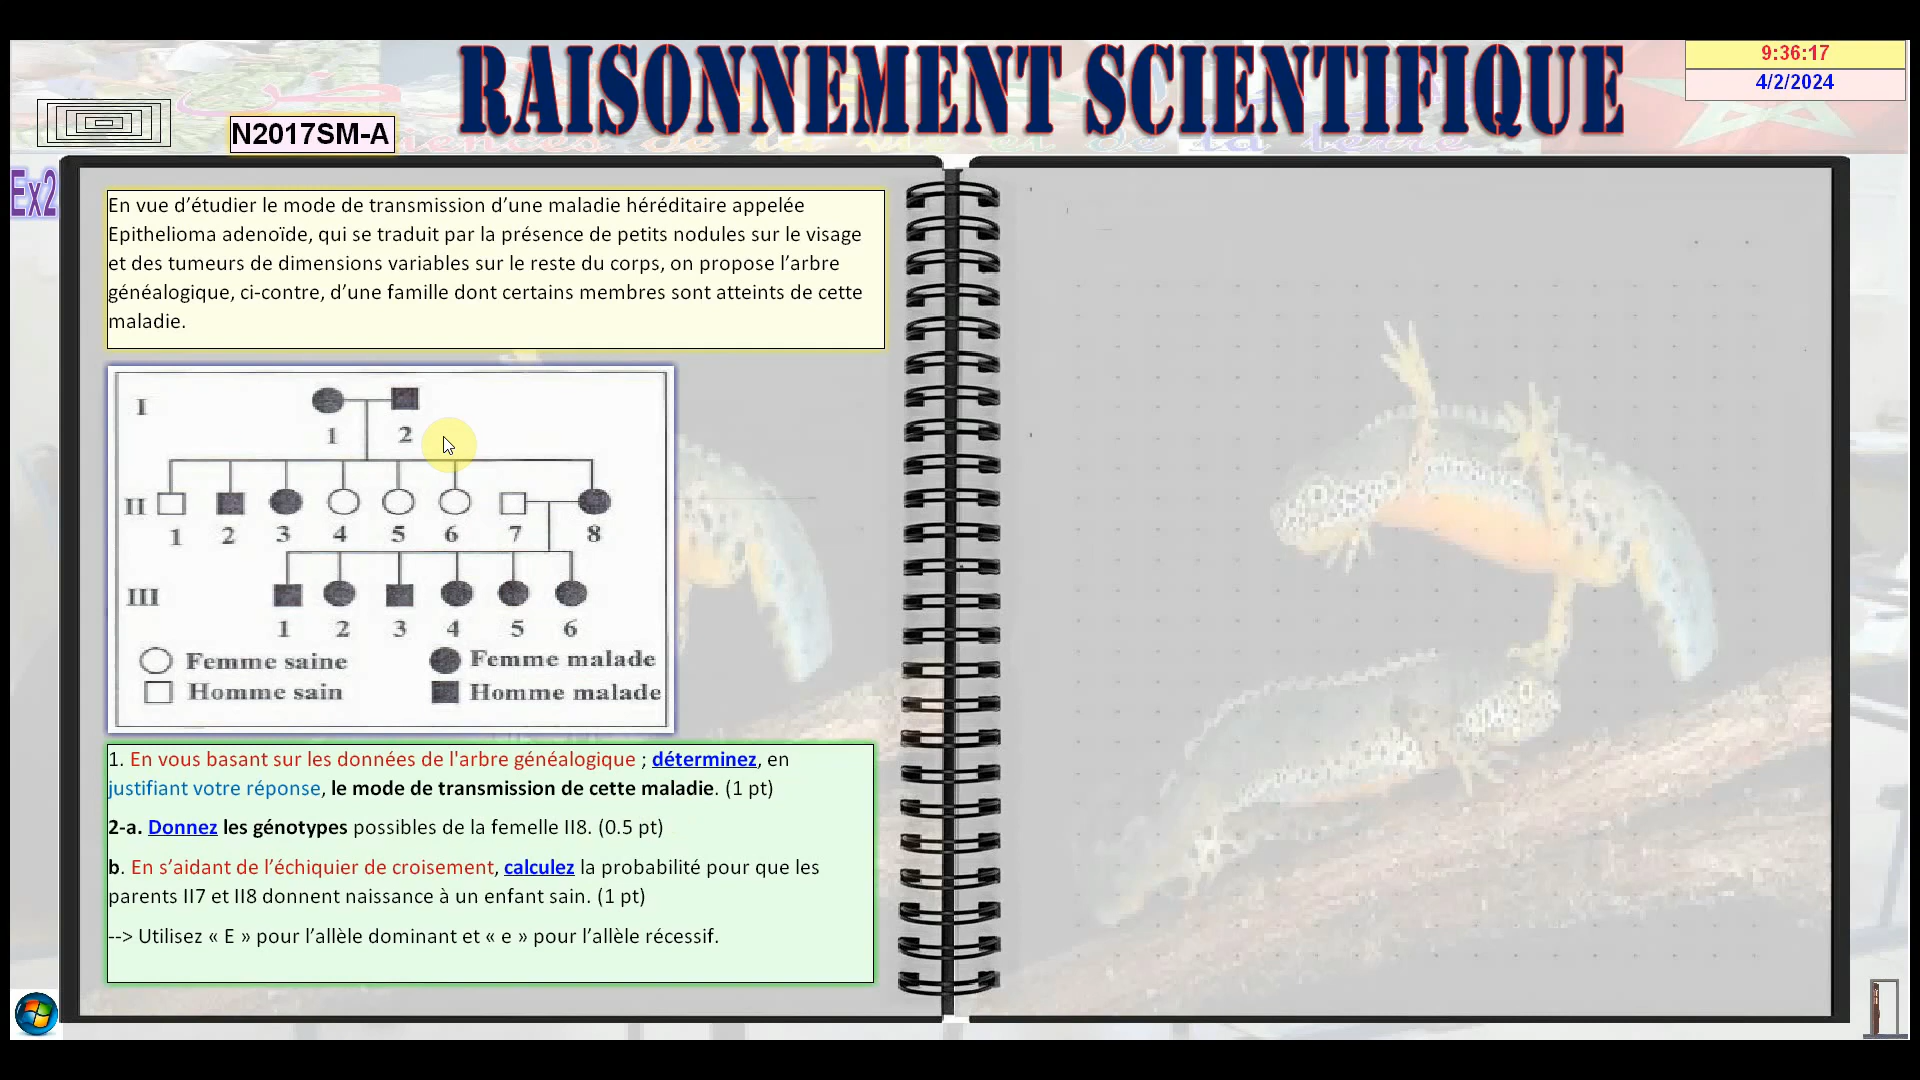 RAISONNEMENT SCIENTIFIQUE
9:36:17
4/2/2024
N2017SM-A
Ex2
En vue d’étudier le mode de transmission d’une maladie héréditaire appelée
Epithelioma adenoïde, qui se traduit par la présence de petits nodules sur le visage
et des tumeurs de dimensions variables sur le reste du corps, on propose l’arbre
généalogique, ci-contre, d’une famille dont certains membres sont atteints de cette
maladie.
I
1 2
II
1 2 3 4 5 6 7 8
III
1 2 3 4 5 6
Femme saine Femme malade
Homme sain Homme malade
1. En vous basant sur les données de l'arbre généalogique ; déterminez, en
justifiant votre réponse, le mode de transmission de cette maladie. (1 pt)
2-a. Donnez les génotypes possibles de la femelle II8. (0.5 pt)
b. En s’aidant de l’échiquier de croisement, calculez la probabilité pour que les
parents II7 et II8 donnent naissance à un enfant sain. (1 pt)
--> Utilisez « E » pour l’allèle dominant et « e » pour l’allèle récessif.